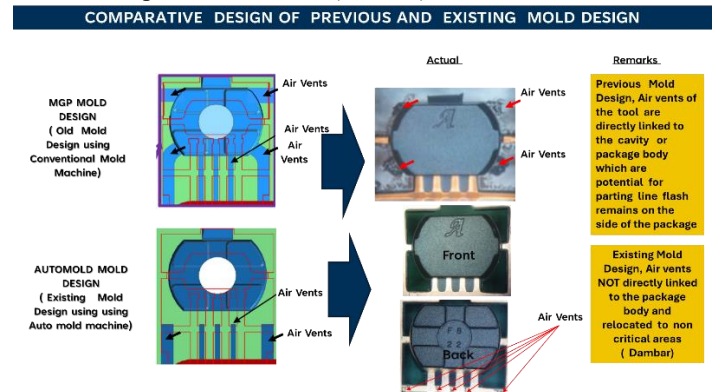 COMPARATIVE DESIGN OF PREVIOUS AND EXISTING MOLD DESIGN
Actual
Remarks
MGP MOLD
DESIGN
( Old Mold
Design using
Conventional Mold
Machine)
Air Vents
Air Vents
Air
Vents
Air Vents
Air Vents
Previous Mold
Design, Air vents of
the tool are
directly linked to
the cavity or
package body
which are
potential for
parting line flash
remains on the
side of the package
AUTOMOLD MOLD
DESIGN
( Existing Mold
Design using using
Auto mold machine)
Air Vents
Air Vents
Front
F B
2 2
Back
Air Vents
Existing Mold
Design, Air vents
NOT directly linked
to the package
body and
relocated to non
critical areas
( Dambar)